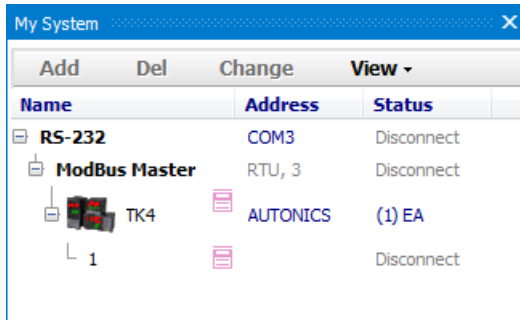 My System
Add Del Change View
Name Address Status
RS-232 COM3 Disconnect
ModBus Master RTU, 3 Disconnect
TK4 AUTONICS (1) EA
1 Disconnect